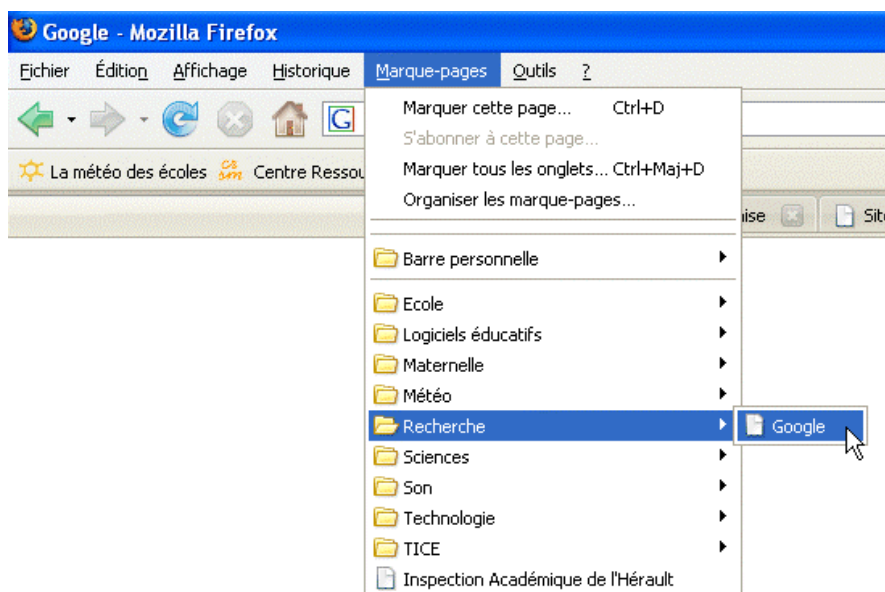 Google - Mozilla Firefox
Fichier Édition Affichage Historique Marque-pages Outils ?
G
La météo des écoles Centre Ressou
Marquer cette page... Ctrl+D
S'abonner à cette page...
Marquer tous les onglets... Ctrl+Maj+D
Organiser les marque-pages...
ise Sit
Barre personnelle
Ecole
Logiciels éducatifs
Maternelle
Météo
Recherche Google
Sciences
Son
Technologie
TICE
Inspection Académique de l'Hérault